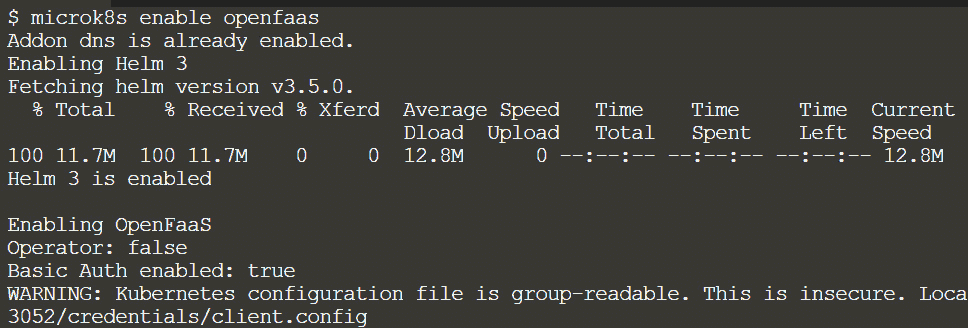 $ microk8s enable openfaas
Addon dns is already enabled.
Enabling Helm 3
Fetching helm version v3.5.0.
  % Total    % Received % Xferd  Average Speed   Time    Time     Time  Current
                                 Dload  Upload   Total   Spent    Left  Speed
100 11.7M  100 11.7M    0     0  12.8M      0 --:--:-- --:--:-- --:--:-- 12.8M
Helm 3 is enabled
Enabling OpenFaaS
Operator: false
Basic Auth enabled: true
WARNING: Kubernetes configuration file is group-readable. This is insecure. Loca
3052/credentials/client.config